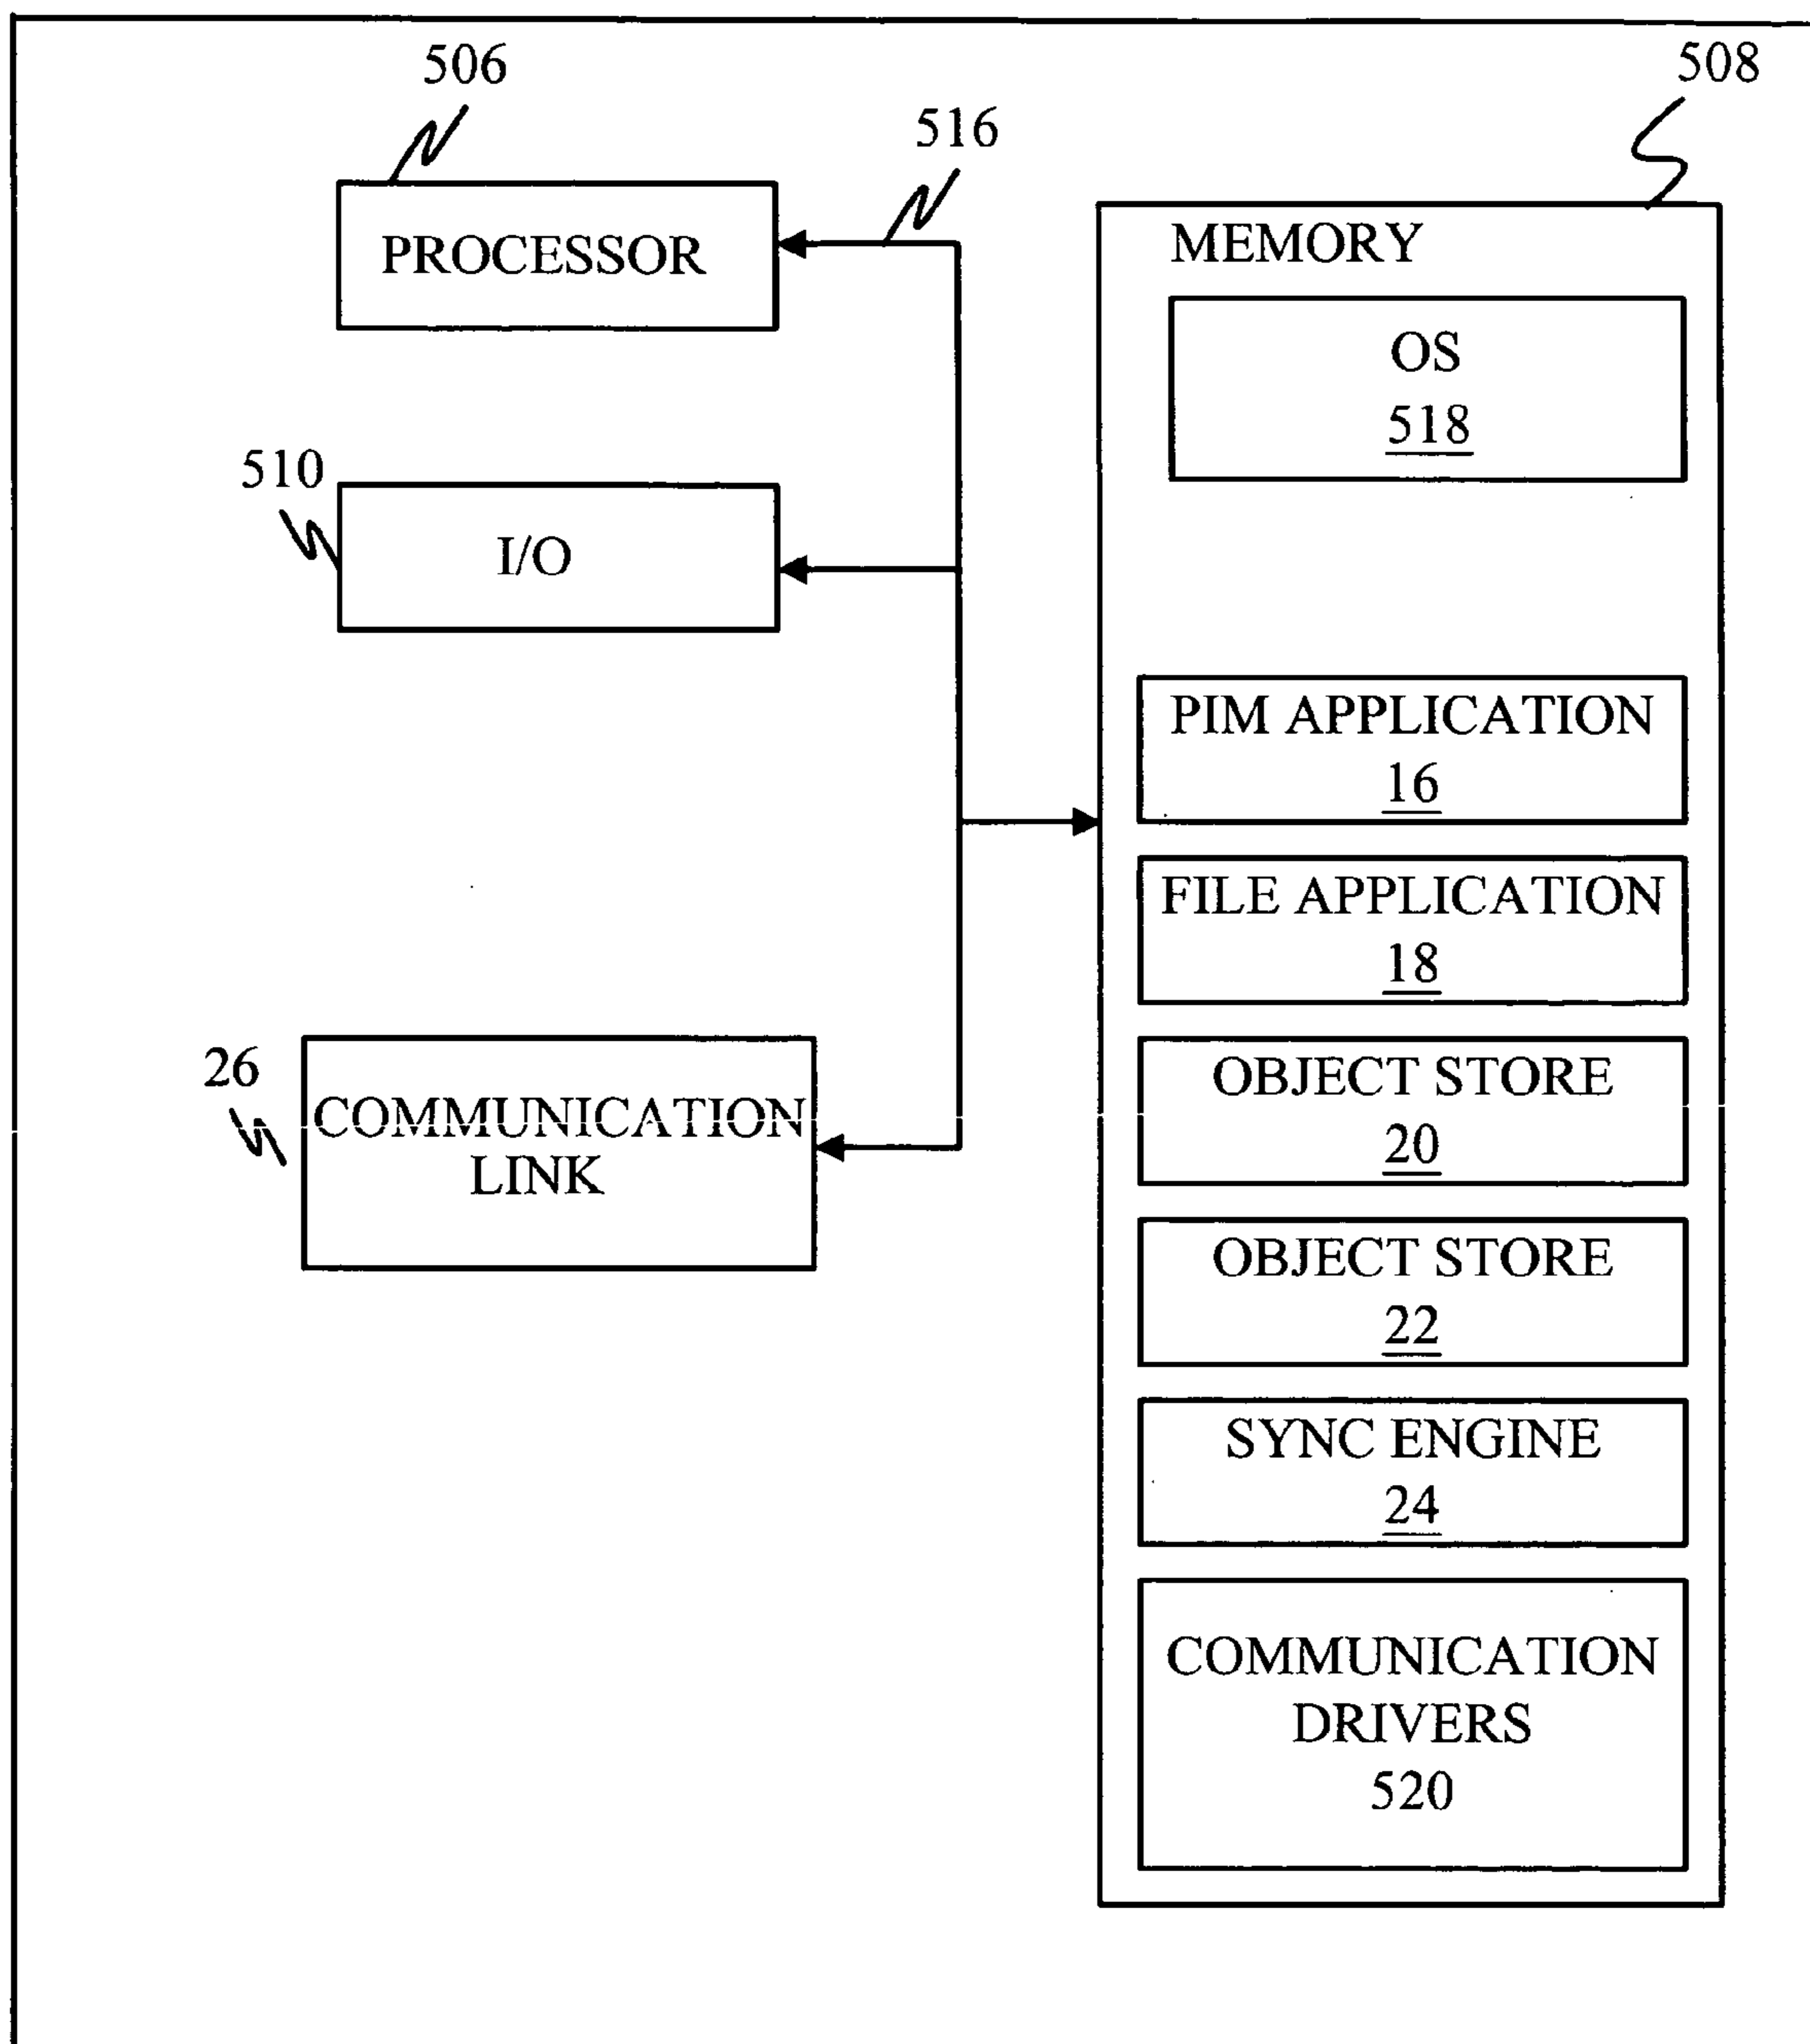 506
508
516
PROCESSOR
MEMORY
OS
518
510
I/O
PIM APPLICATION
16
FILE APPLICATION
18
26
COMMUNICATION
LINK
OBJECT STORE
20
OBJECT STORE
22
SYNC ENGINE
24
COMMUNICATION
DRIVERS
520